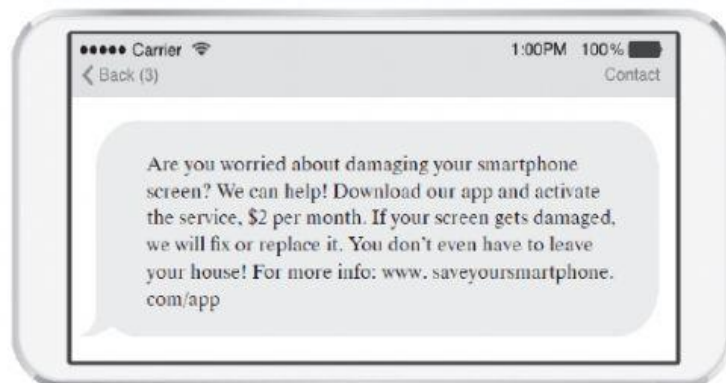 ●●●●● Carrier 1:00PM 100%
Back (3) Contact
Are you worried about damaging your smartphone
screen? We can help! Download our app and activate
the service, $2 per month. If your screen gets damaged,
we will fix or replace it. You don't even have to leave
your house! For more info: www. saveyoursmartphone.
com/app